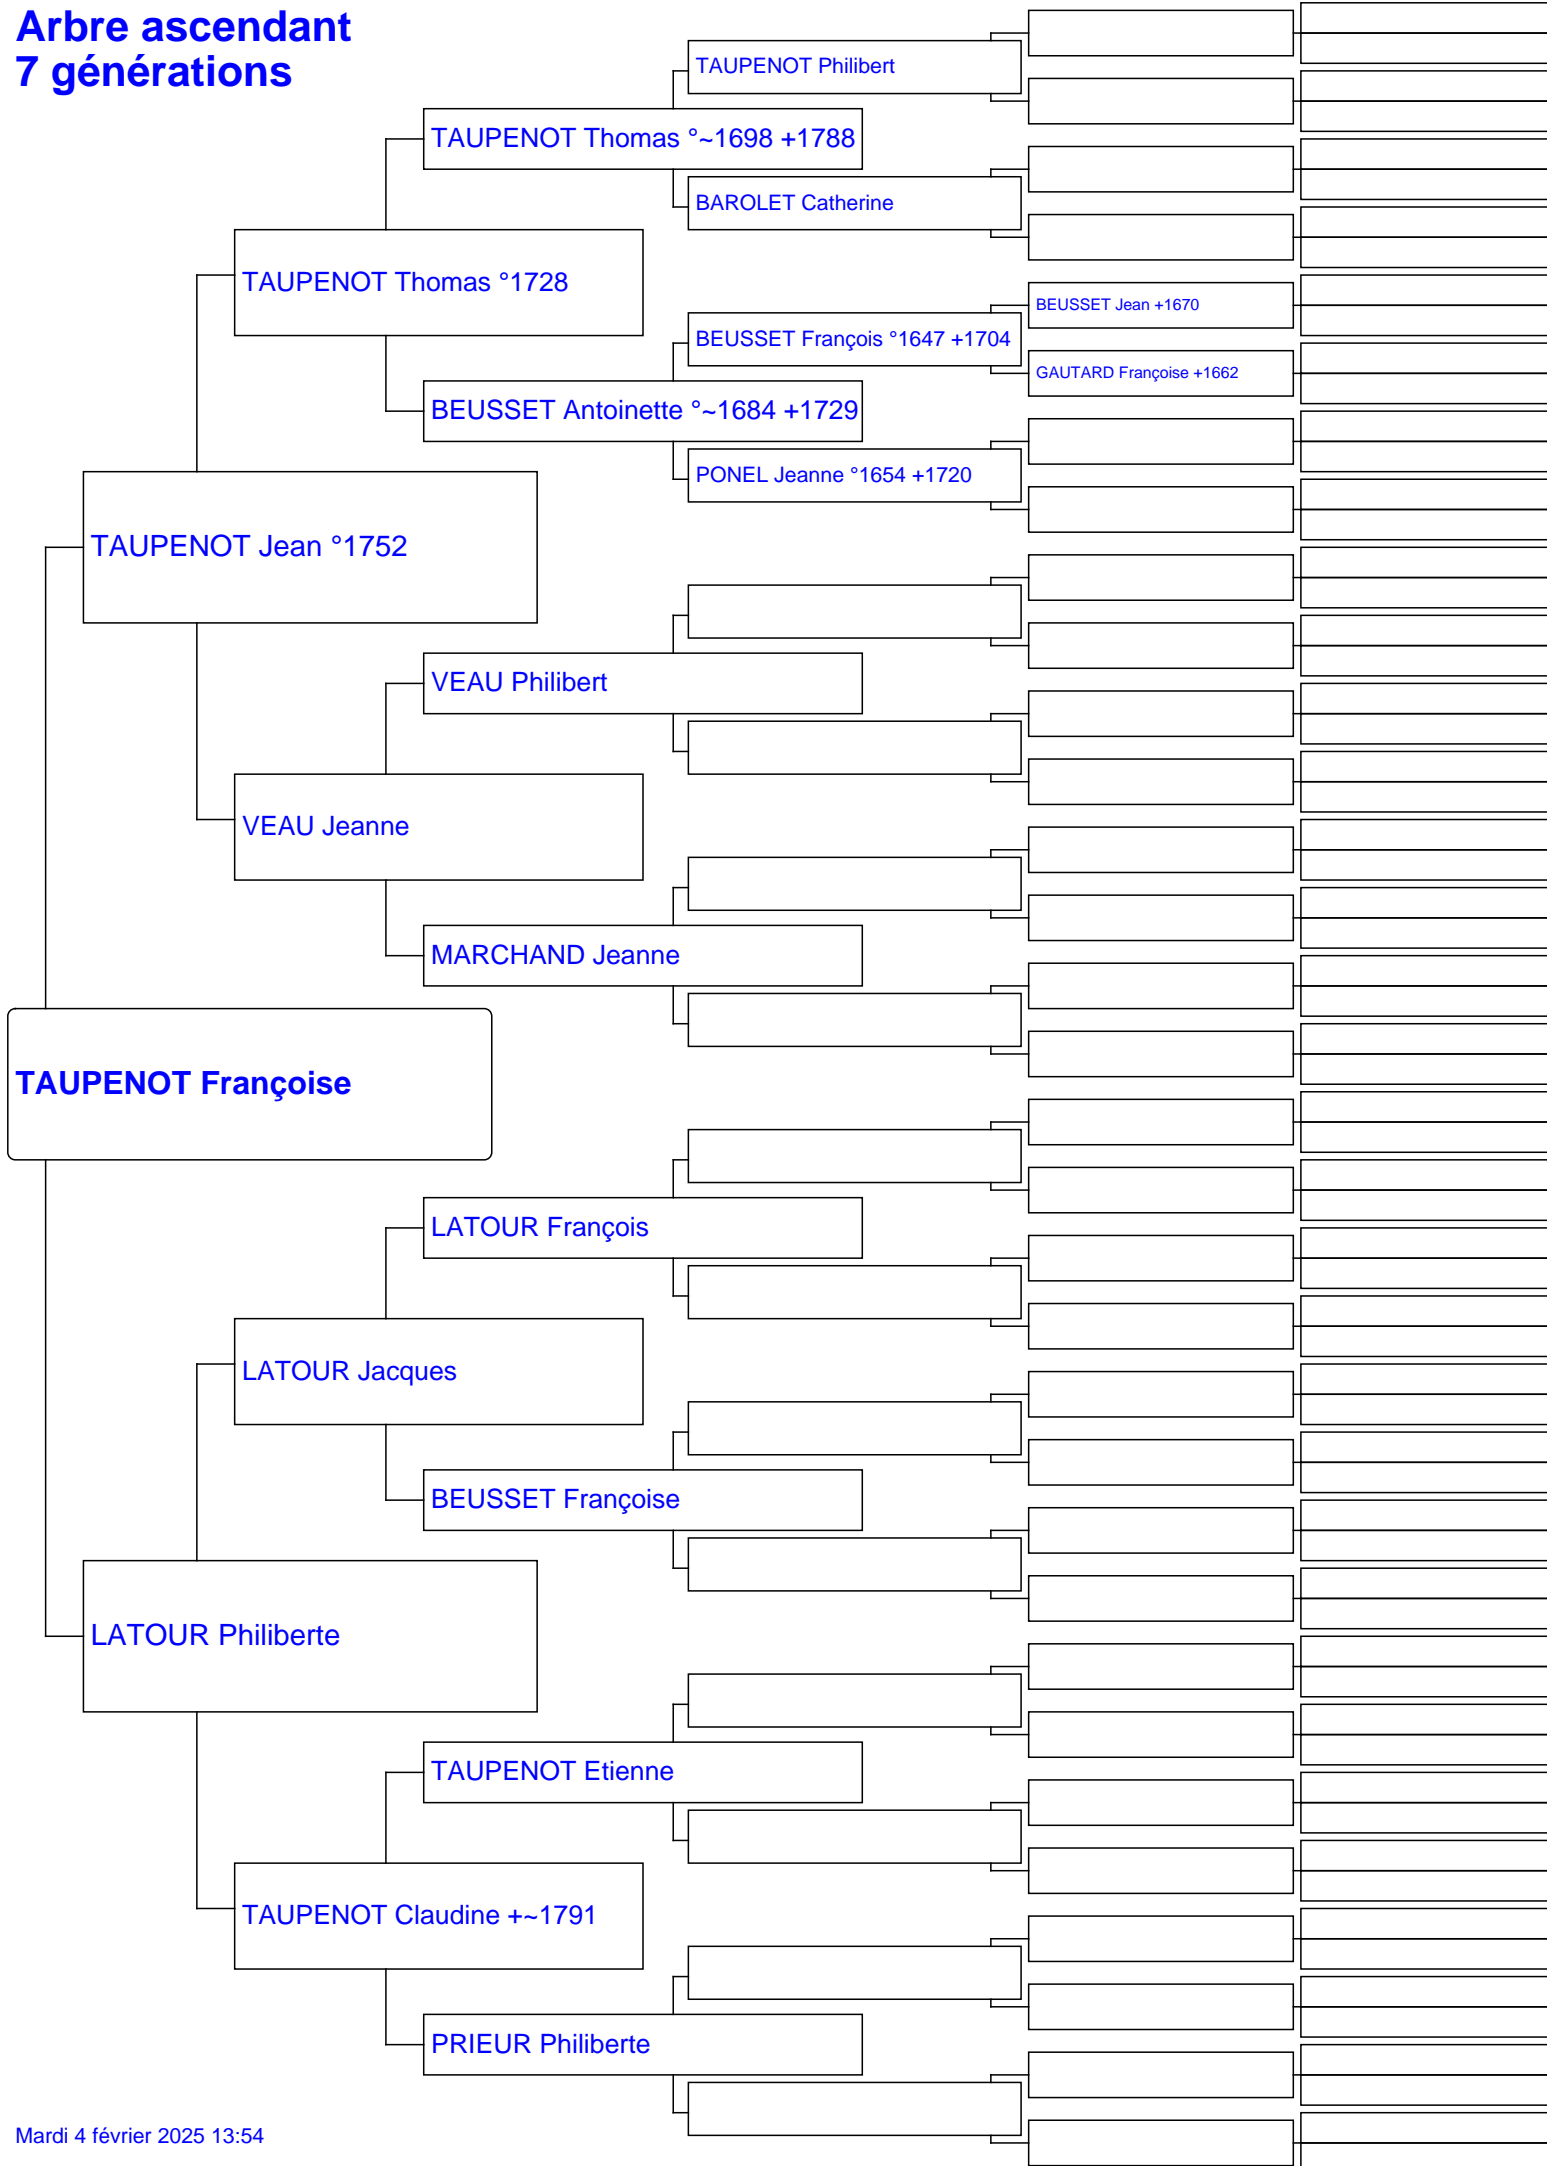 Arbre ascendant
7 générations
TAUPENOT Philibert
TAUPENOT Thomas °~1698 +1788
BAROLET Catherine
TAUPENOT Thomas °1728
BEUSSET Jean +1670
BEUSSET François °1647 +1704
GAUTARD Françoise +1662
BEUSSET Antoinette °~1684 +1729
PONEL Jeanne °1654 +1720
TAUPENOT Jean °1752
VEAU Philibert
VEAU Jeanne
MARCHAND Jeanne
TAUPENOT Françoise
LATOUR François
LATOUR Jacques
BEUSSET Françoise
LATOUR Philiberte
TAUPENOT Etienne
TAUPENOT Claudine +~1791
PRIEUR Philiberte
Mardi 4 février 2025 13:54